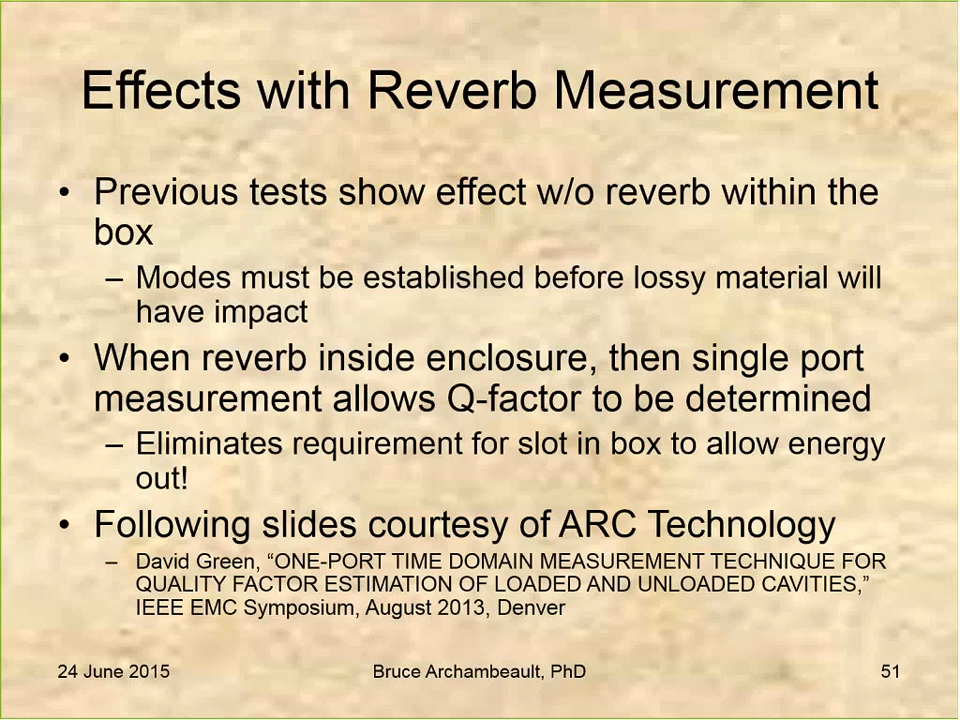 Effects with Reverb Measurement
• Previous tests show effect w/o reverb within the
box
– Modes must be established before lossy material will
have impact
• When reverb inside enclosure, then single port
measurement allows Q-factor to be determined
– Eliminates requirement for slot in box to allow energy
out!
• Following slides courtesy of ARC Technology
– David Green, “ONE-PORT TIME DOMAIN MEASUREMENT TECHNIQUE FOR
QUALITY FACTOR ESTIMATION OF LOADED AND UNLOADED CAVITIES,”
IEEE EMC Symposium, August 2013, Denver
24 June 2015 Bruce Archambeault, PhD 51